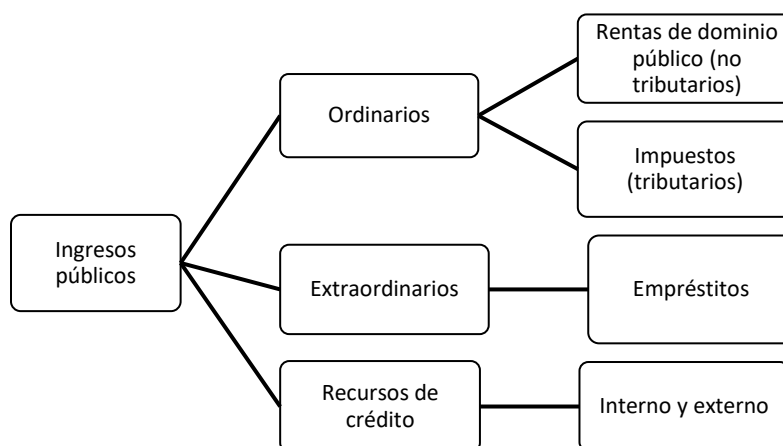 Ingresos
públicos
Ordinarios
Rentas de dominio
público (no
tributarios)
Impuestos
(tributarios)
Extraordinarios
Empréstitos
Recursos de
crédito
Interno y externo